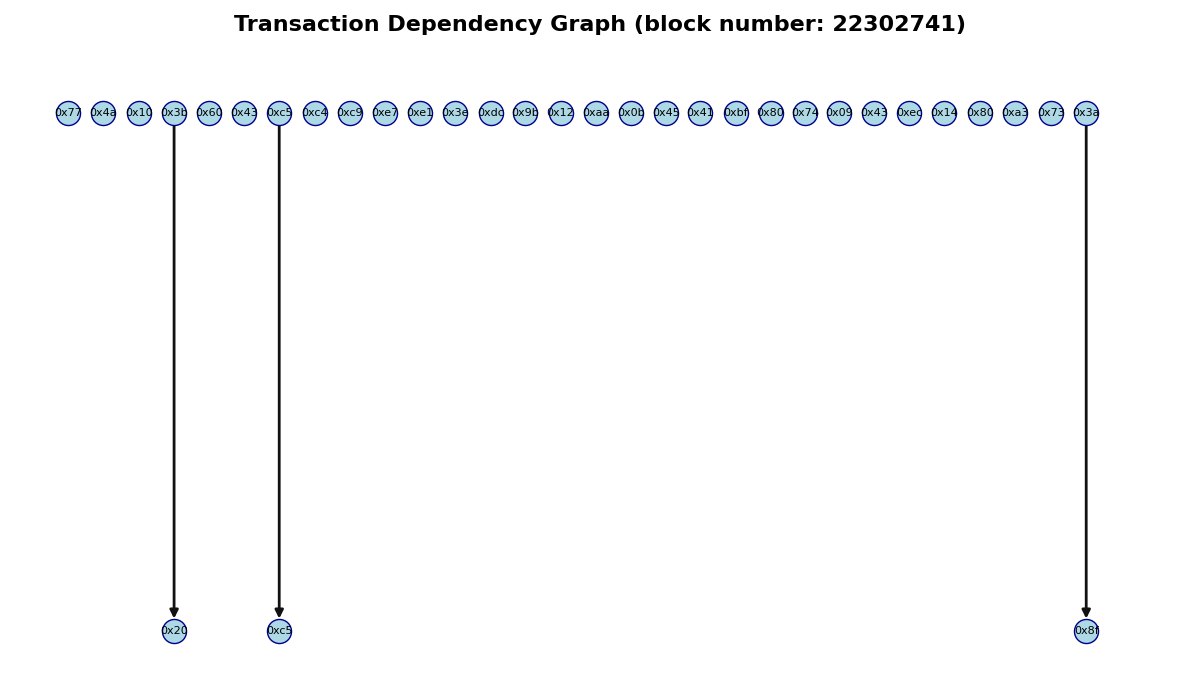 Transaction Dependency Graph (block number: 22302741)
0x77 0x4a 0x10 0x3b 0x60 0x43 0xc5 0xc4 0xc9 0xe7 0xe1 0x3e 0xdc 0x9b 0x12 0xaa 0x0b 0x45 0x41 0xbf 0x80 0x74 0x09 0x43 0xec 0x14 0x80 0xa3 0x73 0x3a
0x20 0xc5 0x8f